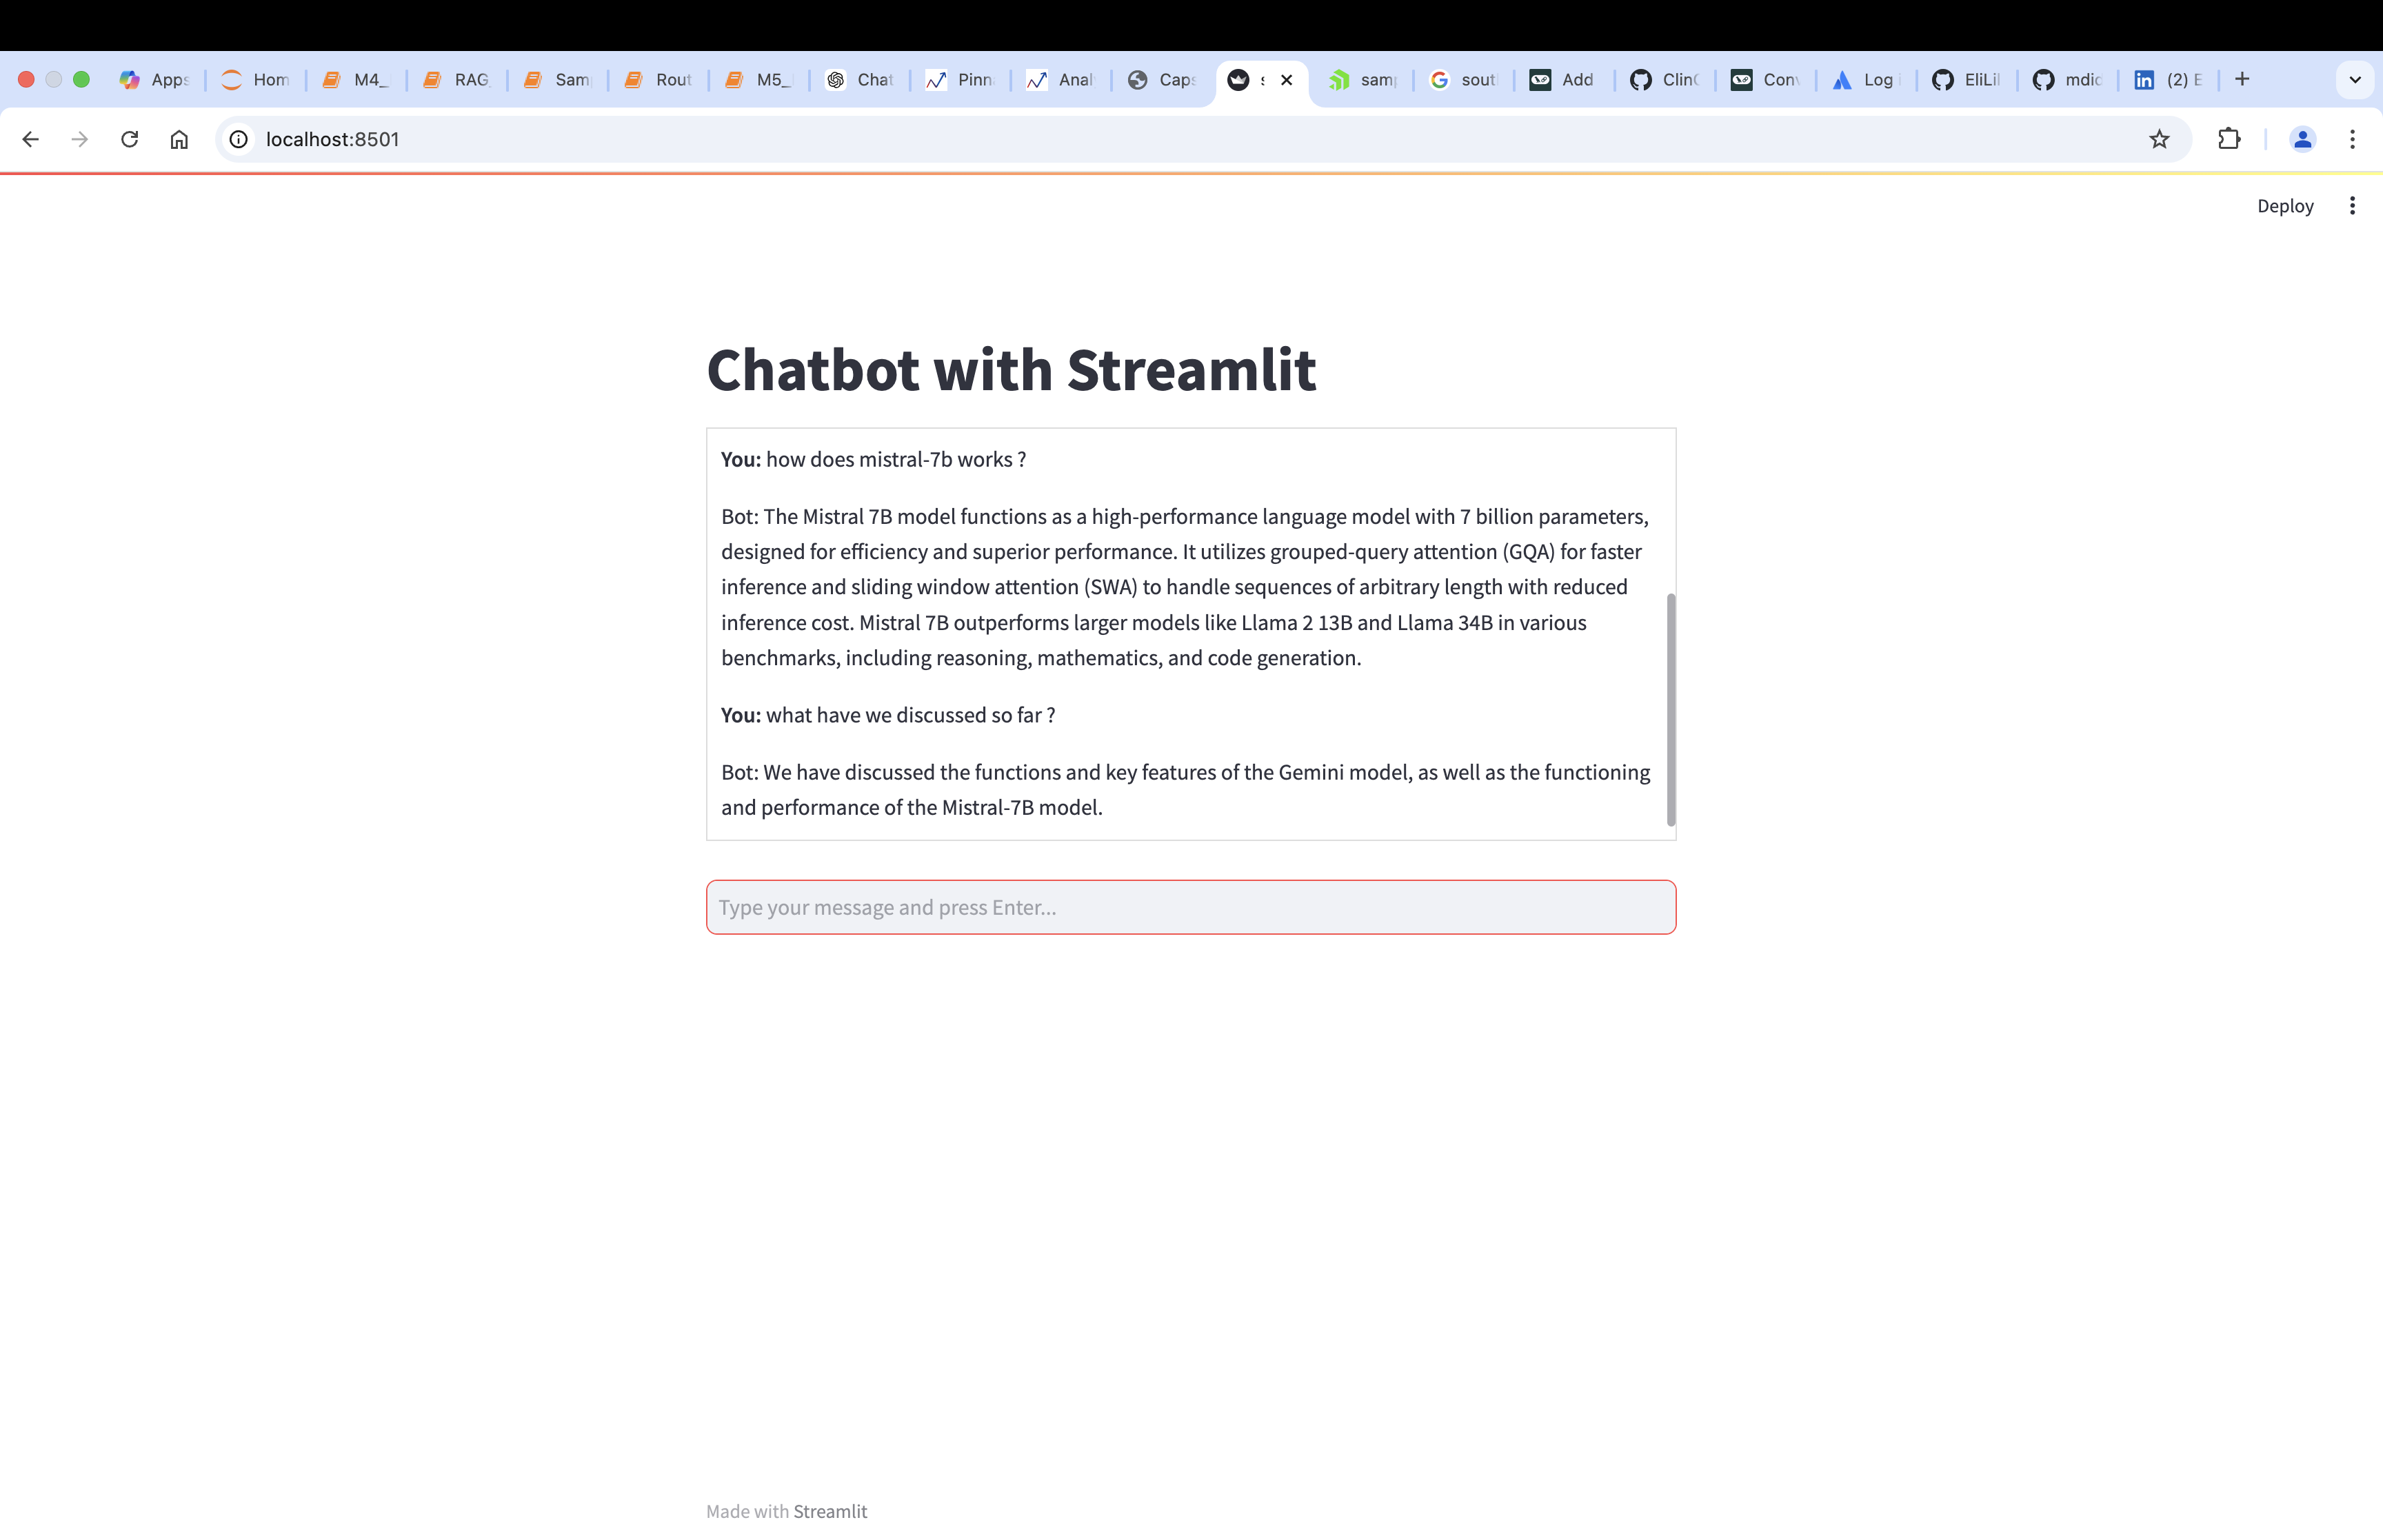 Apps Hom M4_ RAG_ Sam Rout M5_ Chat Pinn Anal Caps s samp sout Add Clin Conv Log EliLil mdic (2) E
localhost:8501
Deploy
Chatbot with Streamlit
You: how does mistral-7b works ?
Bot: The Mistral 7B model functions as a high-performance language model with 7 billion parameters,
designed for efficiency and superior performance. It utilizes grouped-query attention (GQA) for faster
inference and sliding window attention (SWA) to handle sequences of arbitrary length with reduced
inference cost. Mistral 7B outperforms larger models like Llama 2 13B and Llama 34B in various
benchmarks, including reasoning, mathematics, and code generation.
You: what have we discussed so far ?
Bot: We have discussed the functions and key features of the Gemini model, as well as the functioning
and performance of the Mistral-7B model.
Type your message and press Enter...
Made with Streamlit